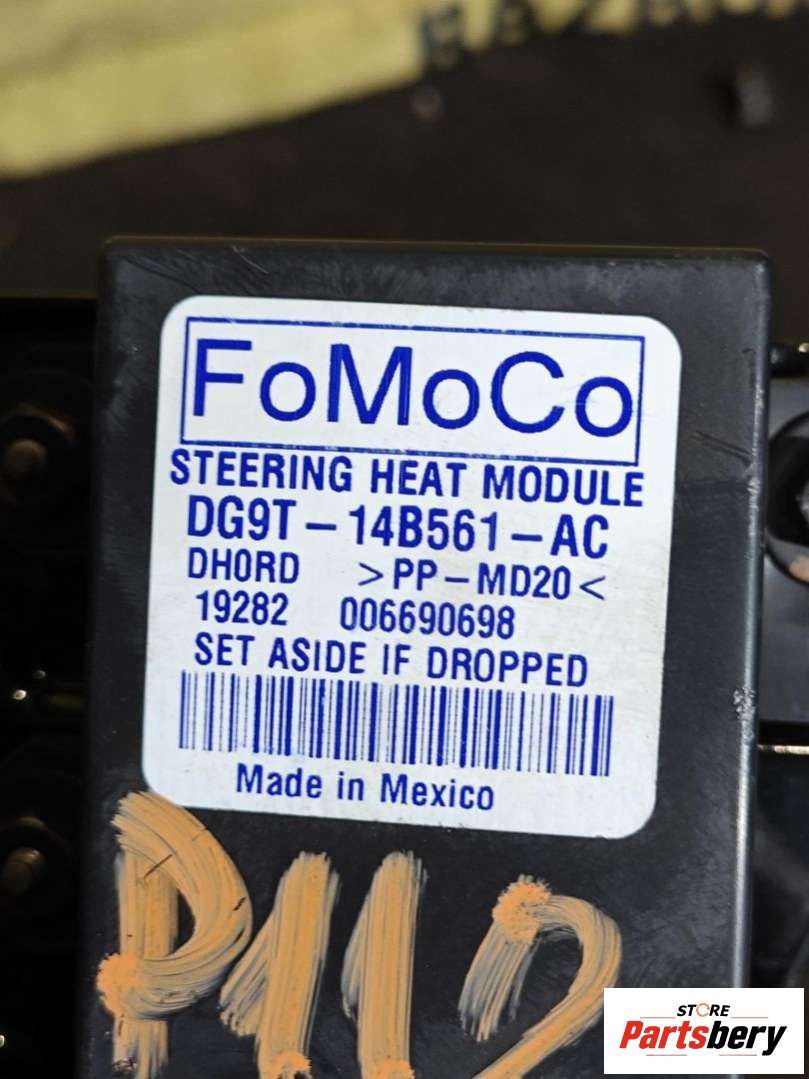 FoMoCo
STEERING HEAT MODULE
DG9T-14B561-AC
DHORD >PP-MD20<
19282 006690698
SET ASIDE IF DROPPED
Made in Mexico
P112
STORE
Partsbery